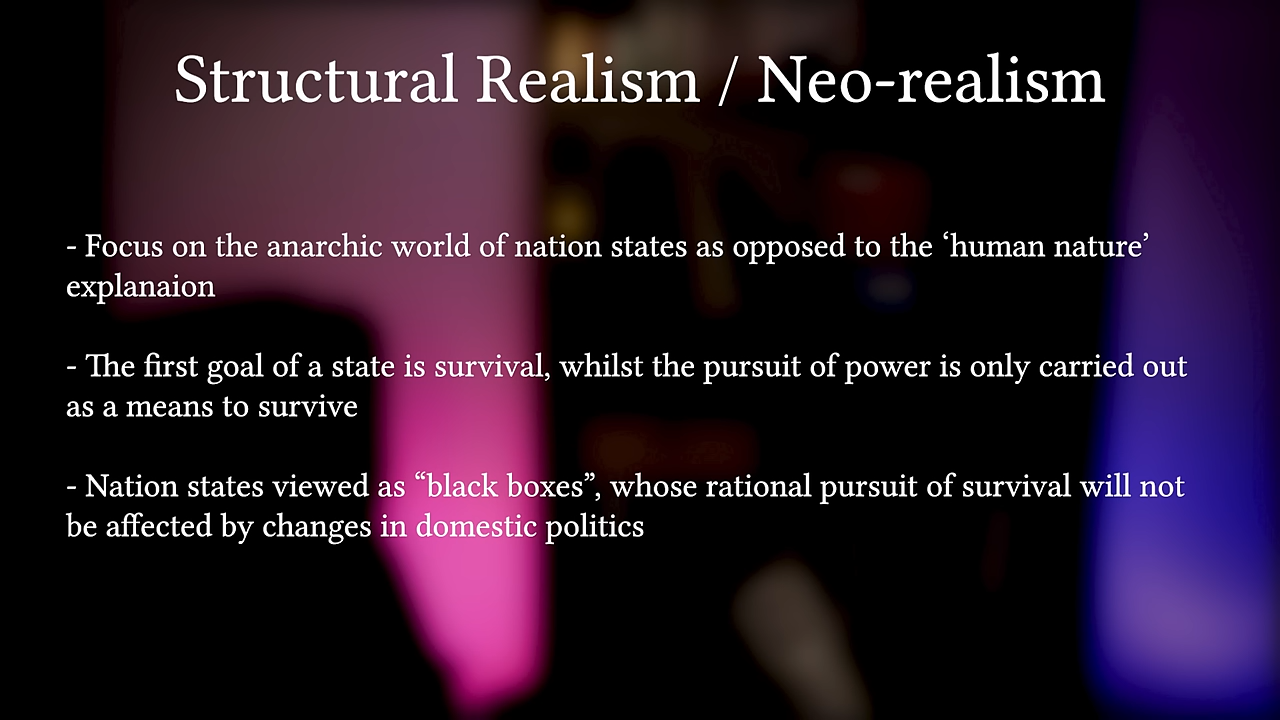 Structural Realism / Neo-realism
- Focus on the anarchic world of nation states as opposed to the ‘human nature’
explanaion
- The first goal of a state is survival, whilst the pursuit of power is only carried out
as a means to survive
- Nation states viewed as “black boxes”, whose rational pursuit of survival will not
be affected by changes in domestic politics